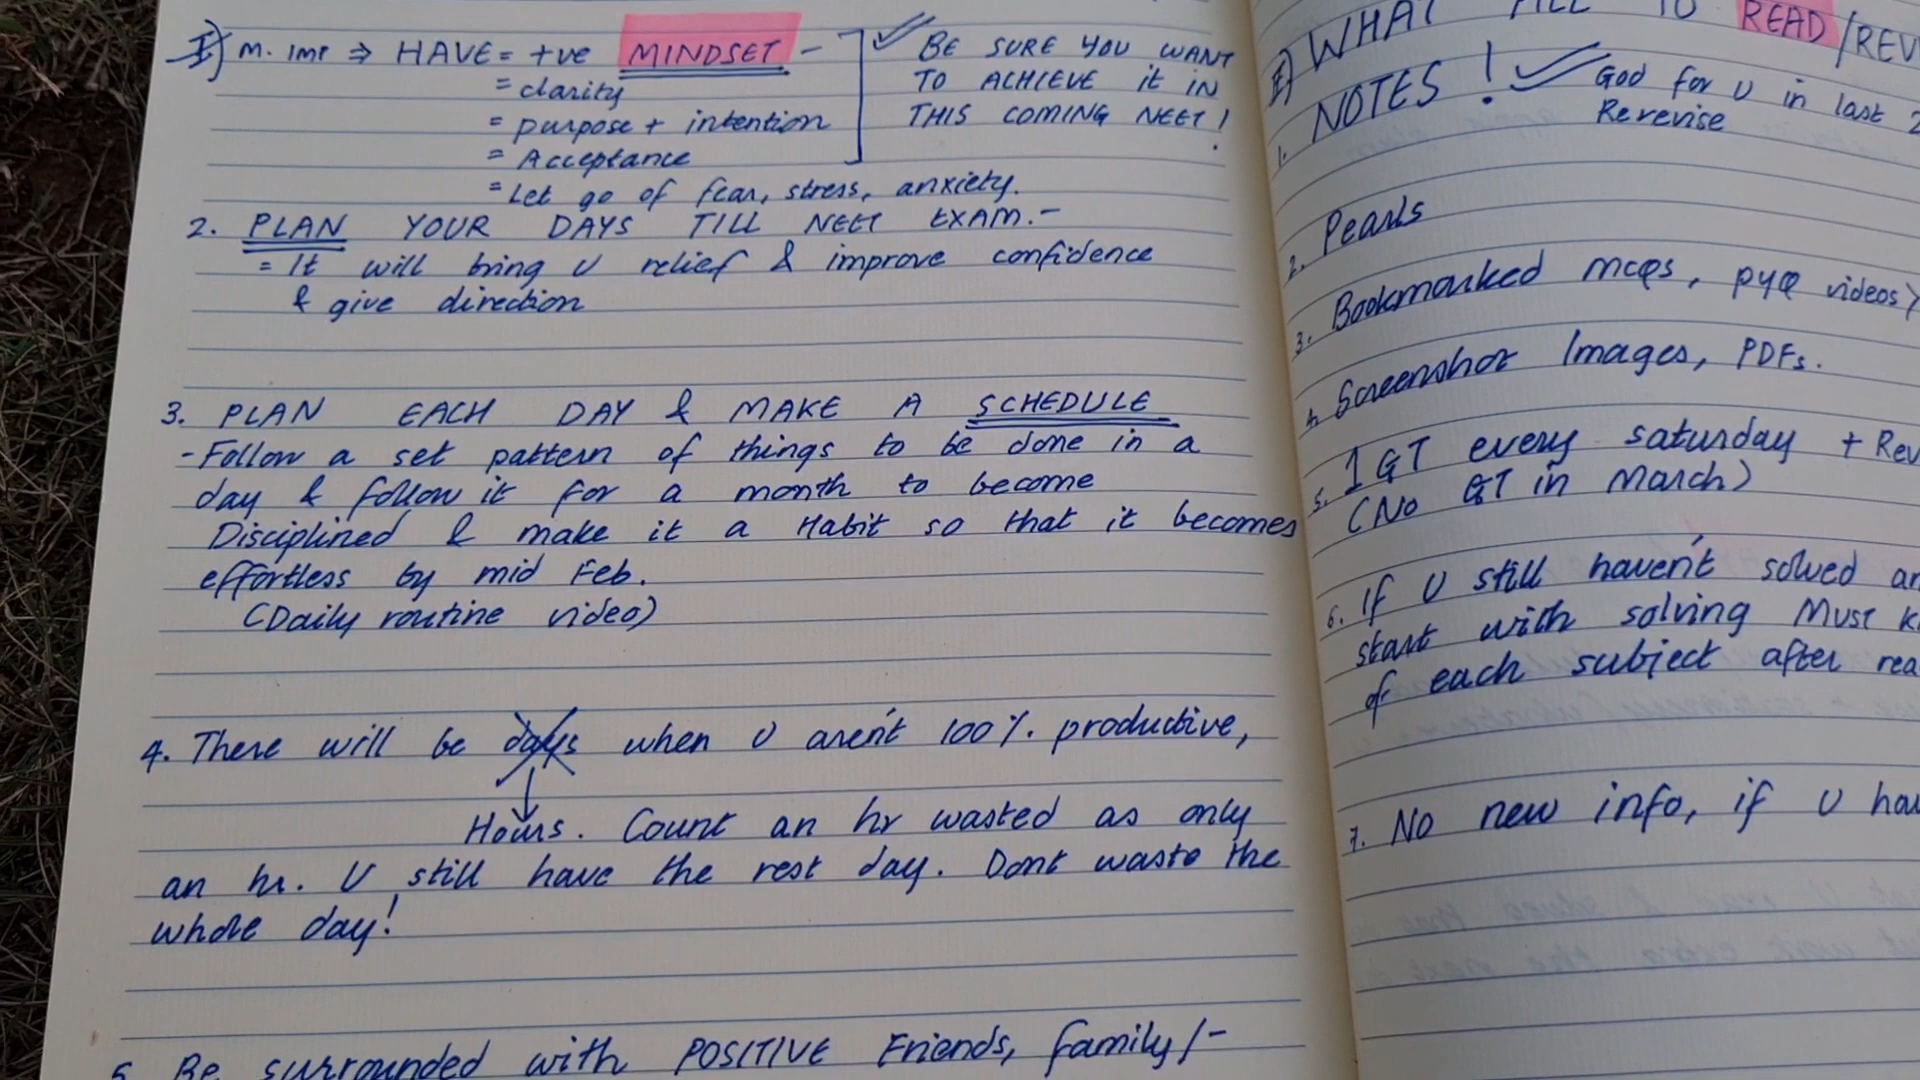 I) M. Imp ⇒ HAVE = +ve MINDSET -
= clarity
= purpose + intention
= Acceptance
= Let go of fear, stress, anxiety.
✓ BE SURE YOU WANT
TO ACHIEVE it IN
THIS COMING NEET!
2. PLAN YOUR DAYS TILL NEET EXAM.-
= It will bring U relief & improve confidence
& give direction
3. PLAN EACH DAY & MAKE A SCHEDULE
- Follow a set pattern of things to be done in a
day & follow it for a month to become
Disciplined & make it a Habit so that it becomes
effortless by mid Feb.
(Daily routine video)
4. There will be days when U aren't 100% productive,
↓
Hours. Count an hr wasted as only
an hr. U still have the rest day. Dont waste the
whole day!
5. Be surrounded with POSITIVE Friends, family/-
II) WHAT ALL TO READ/REV
1. NOTES! ✓ God for U in last 2
Rerevise
2. Pearls
3. Bookmarked mcqs, pyq videos)
4. Screenshot Images, PDFs.
5. 1 GT every saturday + Rev
(No GT in March)
6. If U still haven't solved an
start with solving Must k
of each subject after rea
7. No new info, if U hav